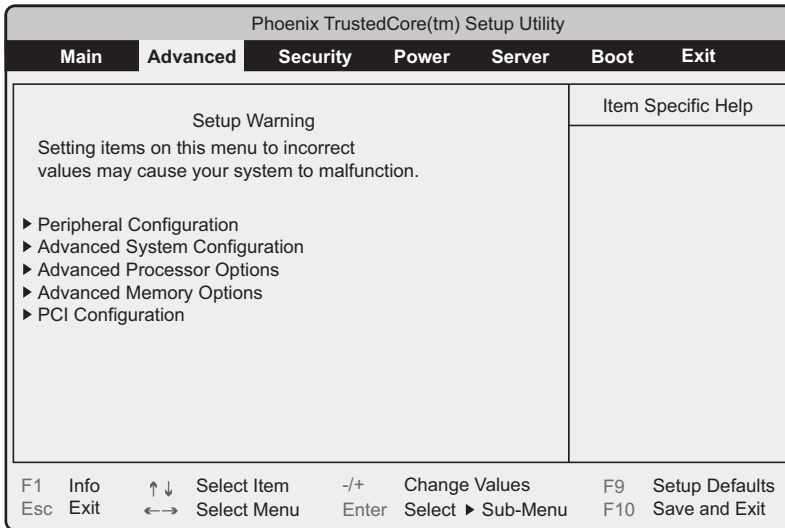 Phoenix TrustedCore(tm) Setup Utility
Main Advanced Security Power Server Boot Exit
Setup Warning
Setting items on this menu to incorrect
values may cause your system to malfunction.
▶ Peripheral Configuration
▶ Advanced System Configuration
▶ Advanced Processor Options
▶ Advanced Memory Options
▶ PCI Configuration
Item Specific Help
F1 Info ↑↓ Select Item -/+ Change Values F9 Setup Defaults
Esc Exit ←→ Select Menu Enter Select ▶ Sub-Menu F10 Save and Exit